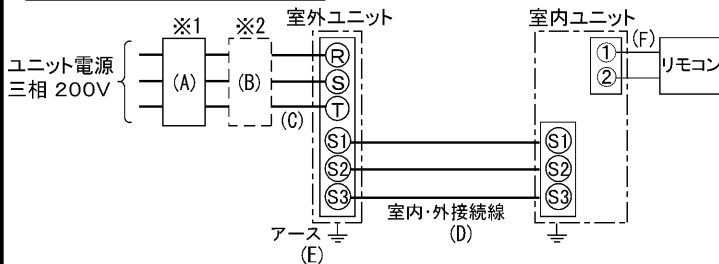 室外ユニット
室内ユニット
※1
※2
ユニット電源
三相 200V
(A)
(B)
(C)
R
S
T
S1
S2
S3
室内･外接続線
(D)
アース
(E)
S1
S2
S3
①
②
(F)
リモコン